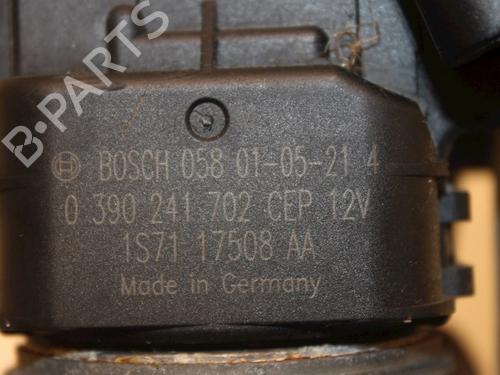 B-PARTS
BOSCH 058 01-05-21 4
0 390 241 702 CEP 12V
1S71 17508 AA
Made in Germany